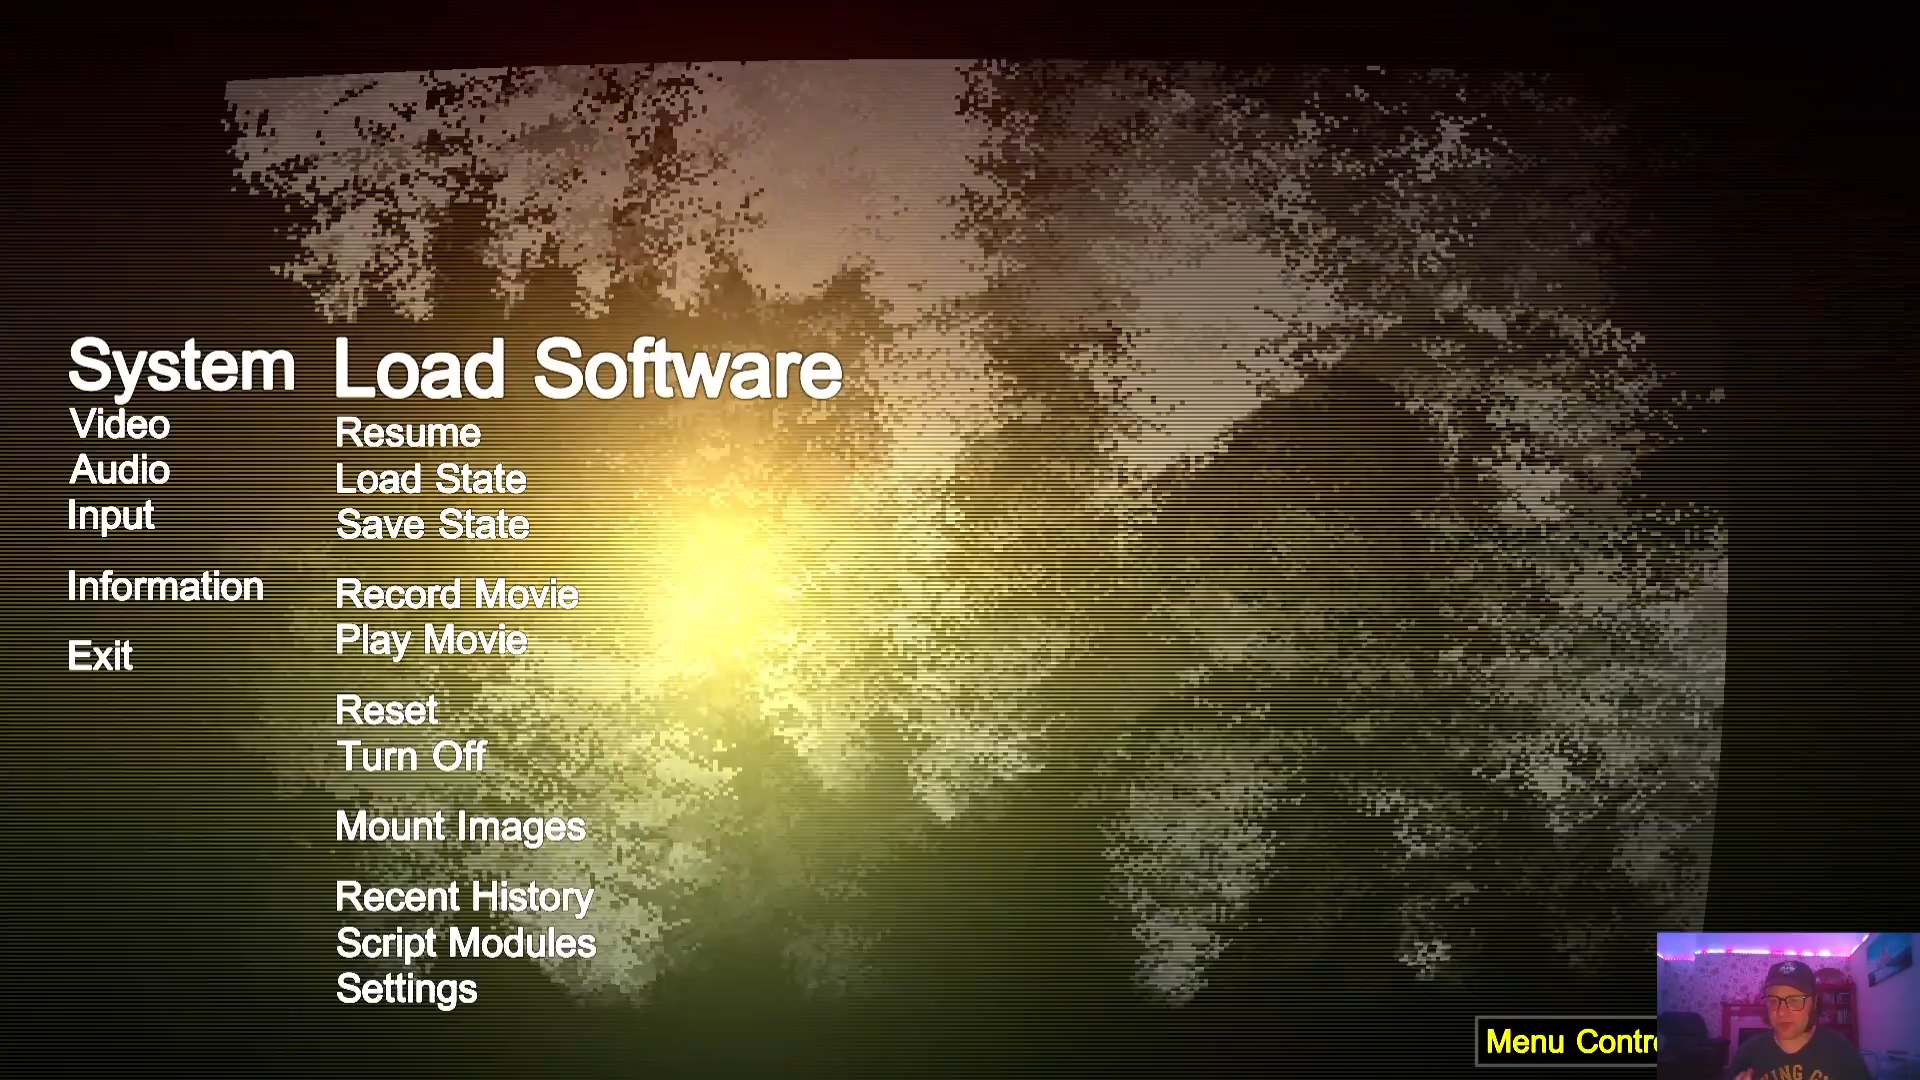 System
Video
Audio
Input
Information
Exit
Load Software
Resume
Load State
Save State
Record Movie
Play Movie
Reset
Turn Off
Mount Images
Recent History
Script Modules
Settings
Menu